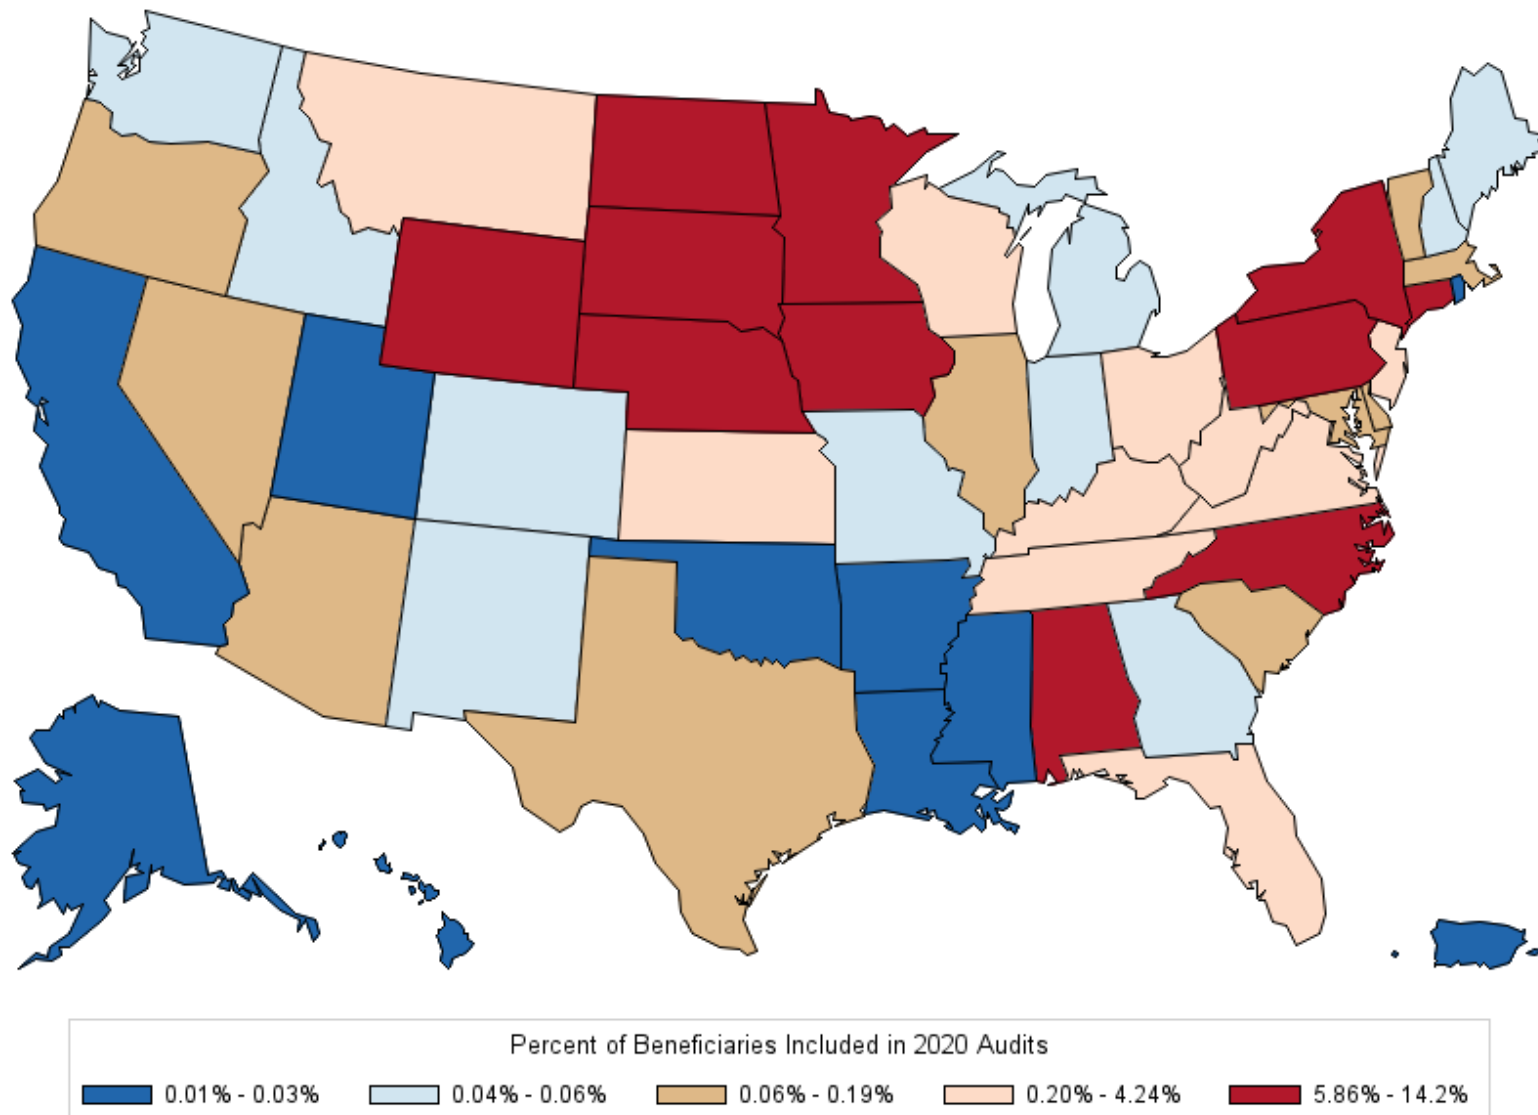 Percent of Beneficiaries Included in 2020 Audits
0.01% - 0.03% 0.04% - 0.06% 0.06% - 0.19% 0.20% - 4.24% 5.86% - 14.2%